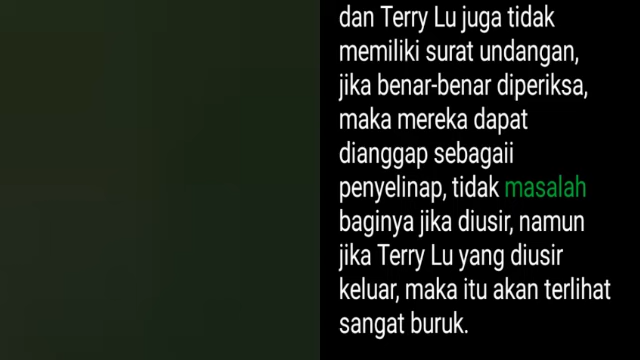 dan Terry Lu juga tidak
memiliki surat undangan,
jika benar-benar diperiksa,
maka mereka dapat
dianggap sebagaii
penyelinap, tidak masalah
baginya jika diusir, namun
jika Terry Lu yang diusir
keluar, maka itu akan terlihat
sangat buruk.